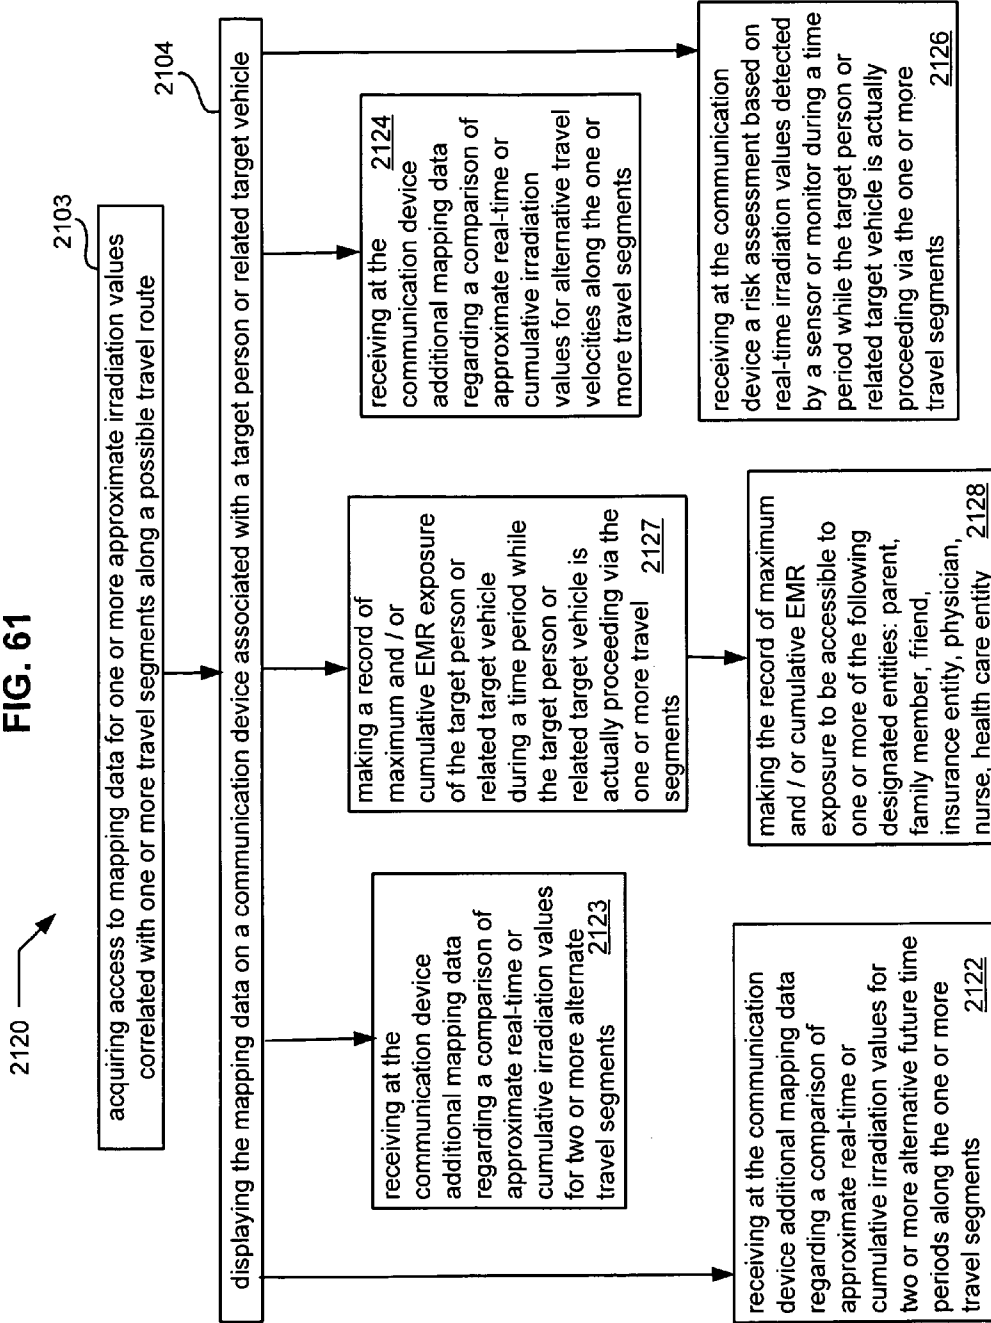 FIG. 61
2120
2103
acquiring access to mapping data for one or more approximate irradiation values
correlated with one or more travel segments along a possible travel route
2104
displaying the mapping data on a communication device associated with a target person or related target vehicle
receiving at the
communication device
additional mapping data
regarding a comparison of
approximate real-time or
cumulative irradiation values
for two or more alternate
travel segments 2123
making a record of
maximum and / or
cumulative EMR exposure
of the target person or
related target vehicle
during a time period while
the target person or
related target vehicle is
actually proceeding via the
one or more travel
segments 2127
receiving at the 2124
communication device
additional mapping data
regarding a comparison of
approximate real-time or
cumulative irradiation
values for alternative travel
velocities along the one or
more travel segments
receiving at the communication
device additional mapping data
regarding a comparison of
approximate real-time or
cumulative irradiation values for
two or more alternative future time
periods along the one or more
travel segments 2122
making the record of maximum
and / or cumulative EMR
exposure to be accessible to
one or more of the following
designated entities: parent,
family member, friend,
insurance entity, physician,
nurse, health care entity 2128
receiving at the communication
device a risk assessment based on
real-time irradiation values detected
by a sensor or monitor during a time
period while the target person or
related target vehicle is actually
proceeding via the one or more
travel segments 2126